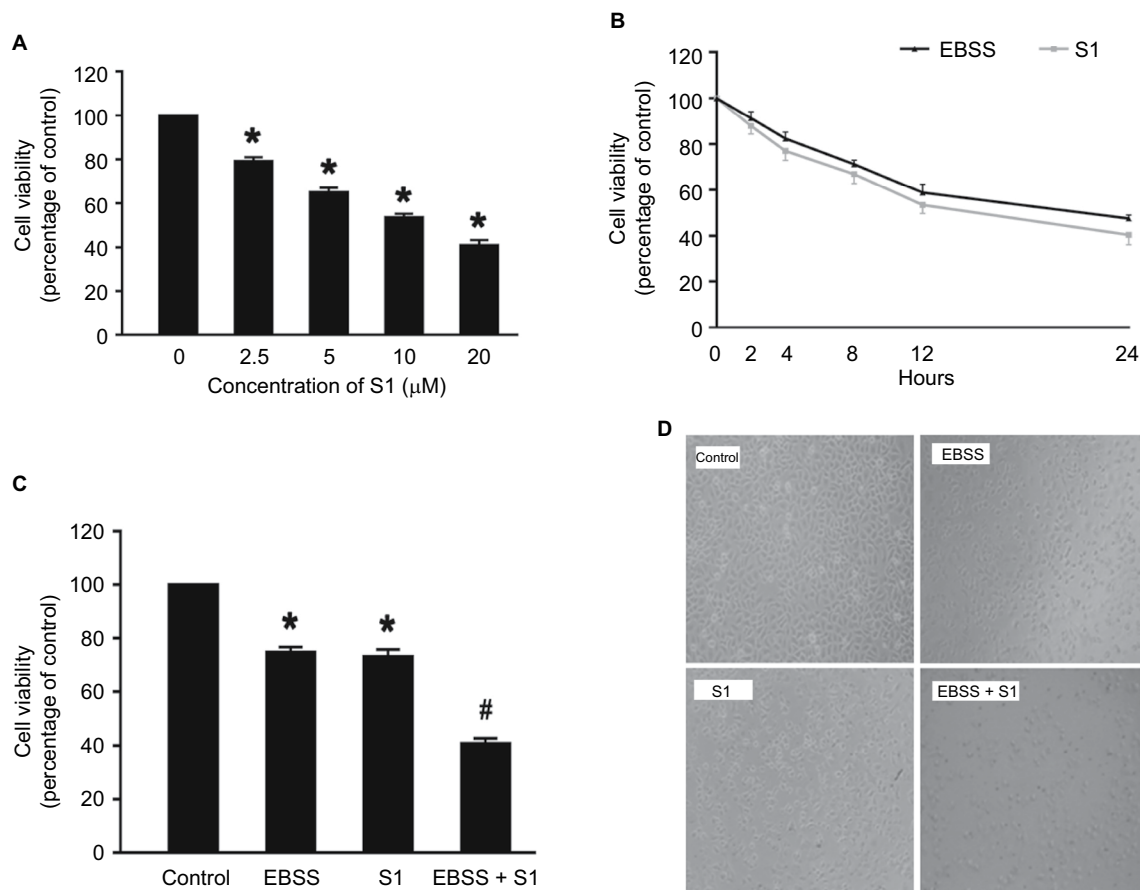 A
Cell viability
(percentage of control)
120
100
80
60
40
20
0
*
*
*
*
0 2.5 5 10 20
Concentration of S1 (μM)
B
EBSS S1
Cell viability
(percentage of control)
120
100
80
60
40
20
0
0 2 4 8 12 24
Hours
C
Cell viability
(percentage of control)
120
100
80
60
40
20
0
*
*
#
Control EBSS S1 EBSS + S1
D
Control
EBSS
S1
EBSS + S1